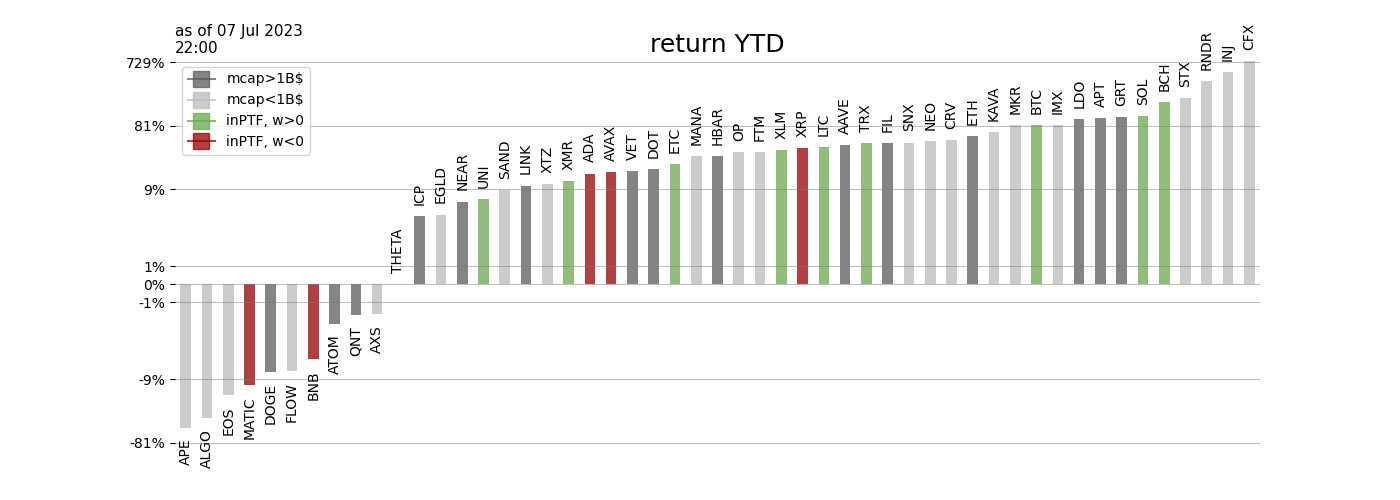 as of 07 Jul 2023
22:00
return YTD
729%
81%
9%
1%
0%
-1%
-9%
-81%
mcap>1B$
mcap<1B$
inPTF, w>0
inPTF, w<0
APE
ALGO
EOS
MATIC
DOGE
FLOW
BNB
ATOM
QNT
AXS
THETA
ICP
EGLD
NEAR
UNI
SAND
LINK
XTZ
XMR
ADA
AVAX
VET
DOT
ETC
MANA
HBAR
OP
FTM
XLM
XRP
LTC
AAVE
TRX
FIL
SNX
NEO
CRV
ETH
KAVA
MKR
BTC
IMX
LDO
APT
GRT
SOL
BCH
STX
RNDR
INJ
CFX